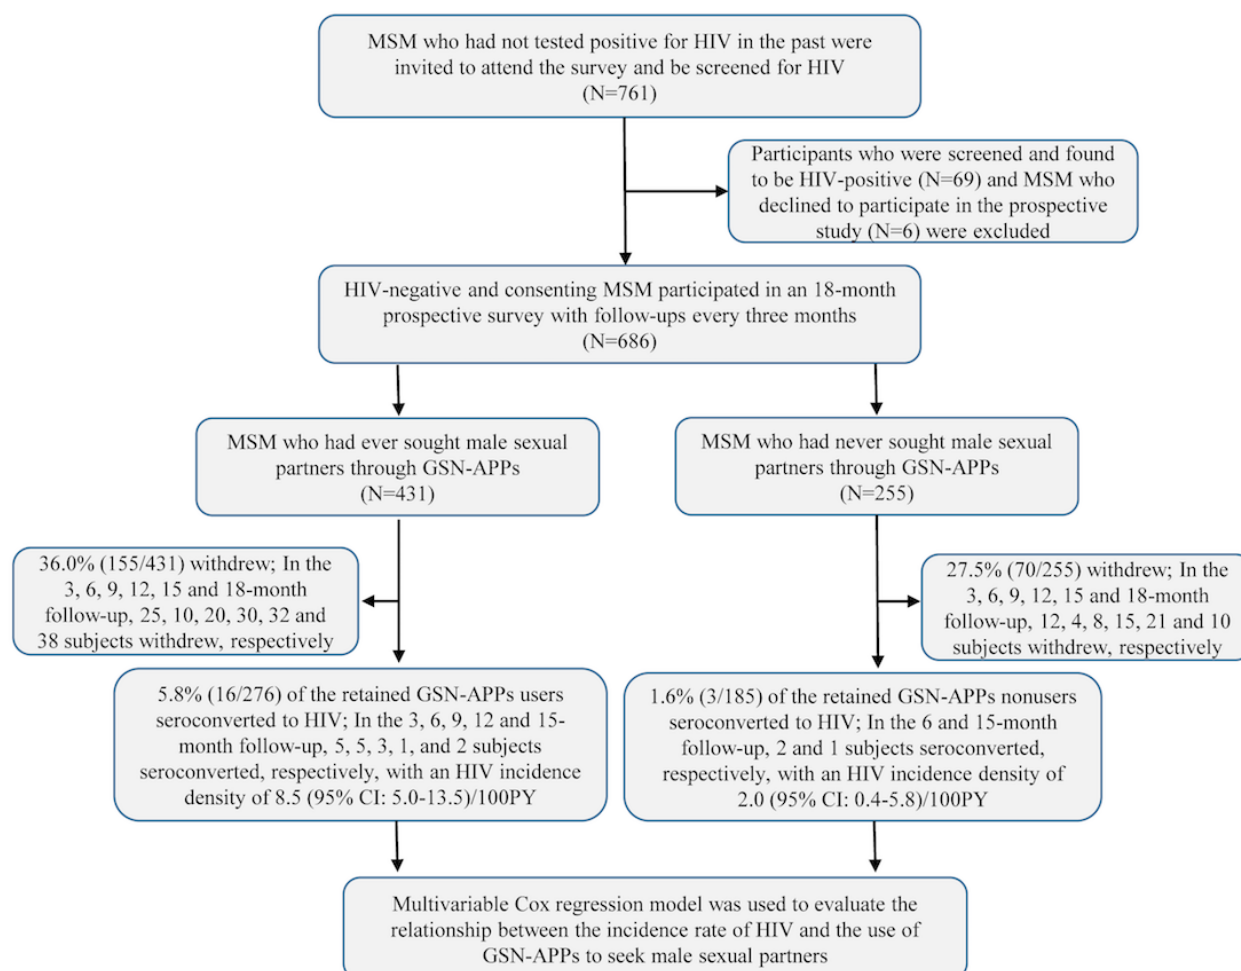 MSM who had not tested positive for HIV in the past were
invited to attend the survey and be screened for HIV
(N=761)
Participants who were screened and found
to be HIV-positive (N=69) and MSM who
declined to participate in the prospective
study (N=6) were excluded
HIV-negative and consenting MSM participated in an 18-month
prospective survey with follow-ups every three months
(N=686)
MSM who had ever sought male sexual
partners through GSN-APPs
(N=431)
MSM who had never sought male sexual
partners through GSN-APPs
(N=255)
36.0% (155/431) withdrew; In the
3, 6, 9, 12, 15 and 18-month
follow-up, 25, 10, 20, 30, 32 and
38 subjects withdrew, respectively
27.5% (70/255) withdrew; In the
3, 6, 9, 12, 15 and 18-month
follow-up, 12, 4, 8, 15, 21 and 10
subjects withdrew, respectively
5.8% (16/276) of the retained GSN-APPs users
seroconverted to HIV; In the 3, 6, 9, 12 and 15-
month follow-up, 5, 5, 3, 1, and 2 subjects
seroconverted, respectively, with an HIV incidence
density of 8.5 (95% CI: 5.0-13.5)/100PY
1.6% (3/185) of the retained GSN-APPs nonusers
seroconverted to HIV; In the 6 and 15-month
follow-up, 2 and 1 subjects seroconverted,
respectively, with an HIV incidence density of
2.0 (95% CI: 0.4-5.8)/100PY
Multivariable Cox regression model was used to evaluate the
relationship between the incidence rate of HIV and the use of
GSN-APPs to seek male sexual partners